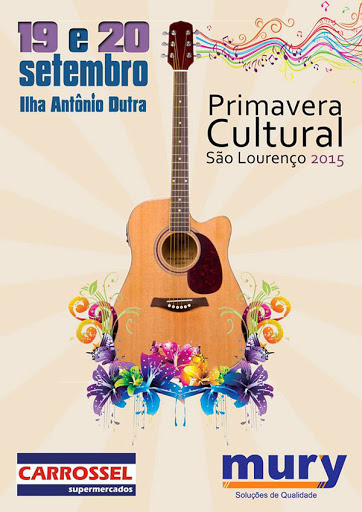 19 e 20
setembro
Ilha Antônio Dutra
Primavera
Cultural
São Lourenço 2015
CARROSSEL
supermercados
mury
Soluções de Qualidade